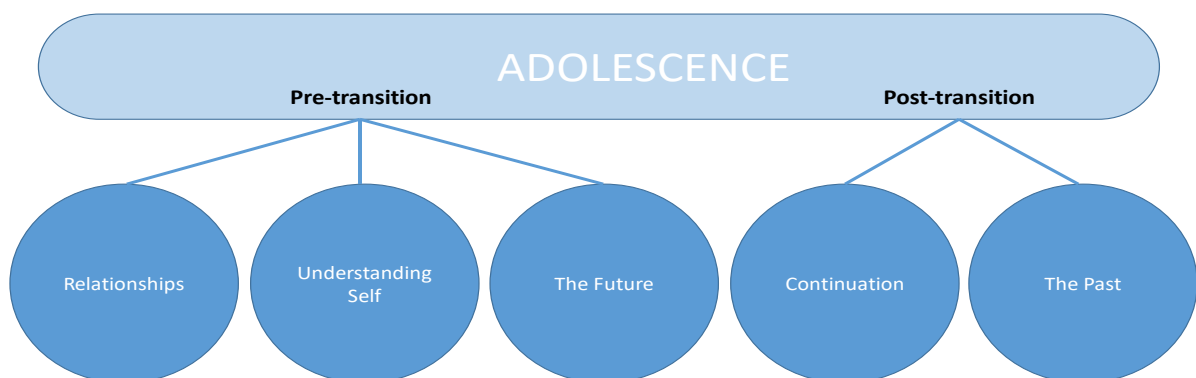 ADOLESCENCE
Pre-transition
Post-transition
Relationships
Understanding
Self
The Future
Continuation
The Past